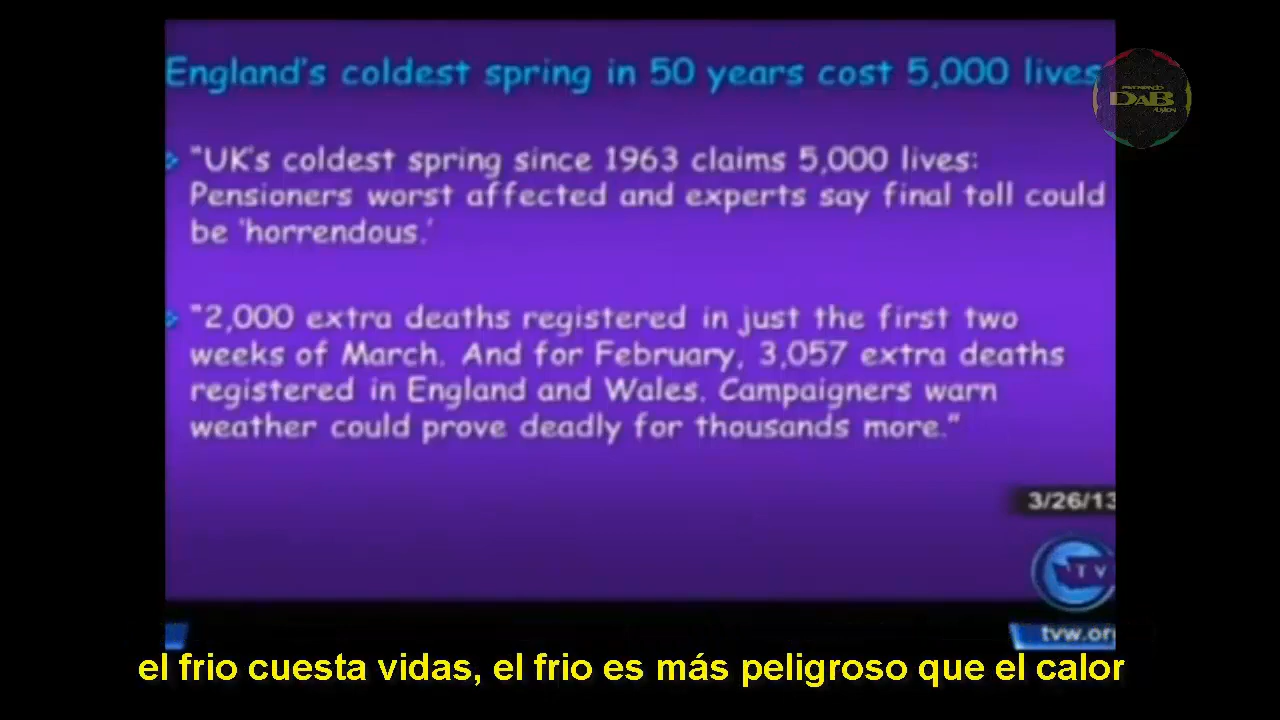 England's coldest spring in 50 years cost 5,000 lives
"UK's coldest spring since 1963 claims 5,000 lives:
Pensioners worst affected and experts say final toll could
be 'horrendous.'
"2,000 extra deaths registered in just the first two
weeks of March. And for February, 3,057 extra deaths
registered in England and Wales. Campaigners warn
weather could prove deadly for thousands more."
DAB
3/26/13
TV
tvw.org
el frio cuesta vidas, el frio es más peligroso que el calor